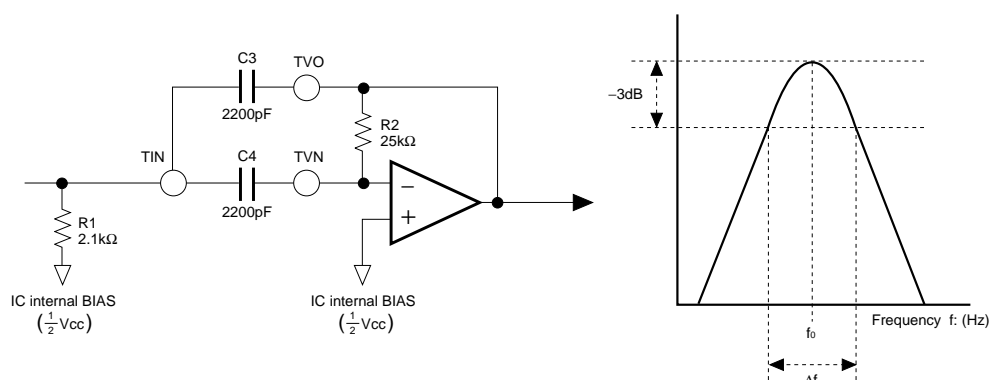 C3
TVO
2200pF
R2
25kΩ
TIN
C4
TVN
2200pF
−
+
R1
2.1kΩ
IC internal BIAS
(1/2 Vcc)
IC internal BIAS
(1/2 Vcc)
−3dB
Frequency f: (Hz)
f0
Δf